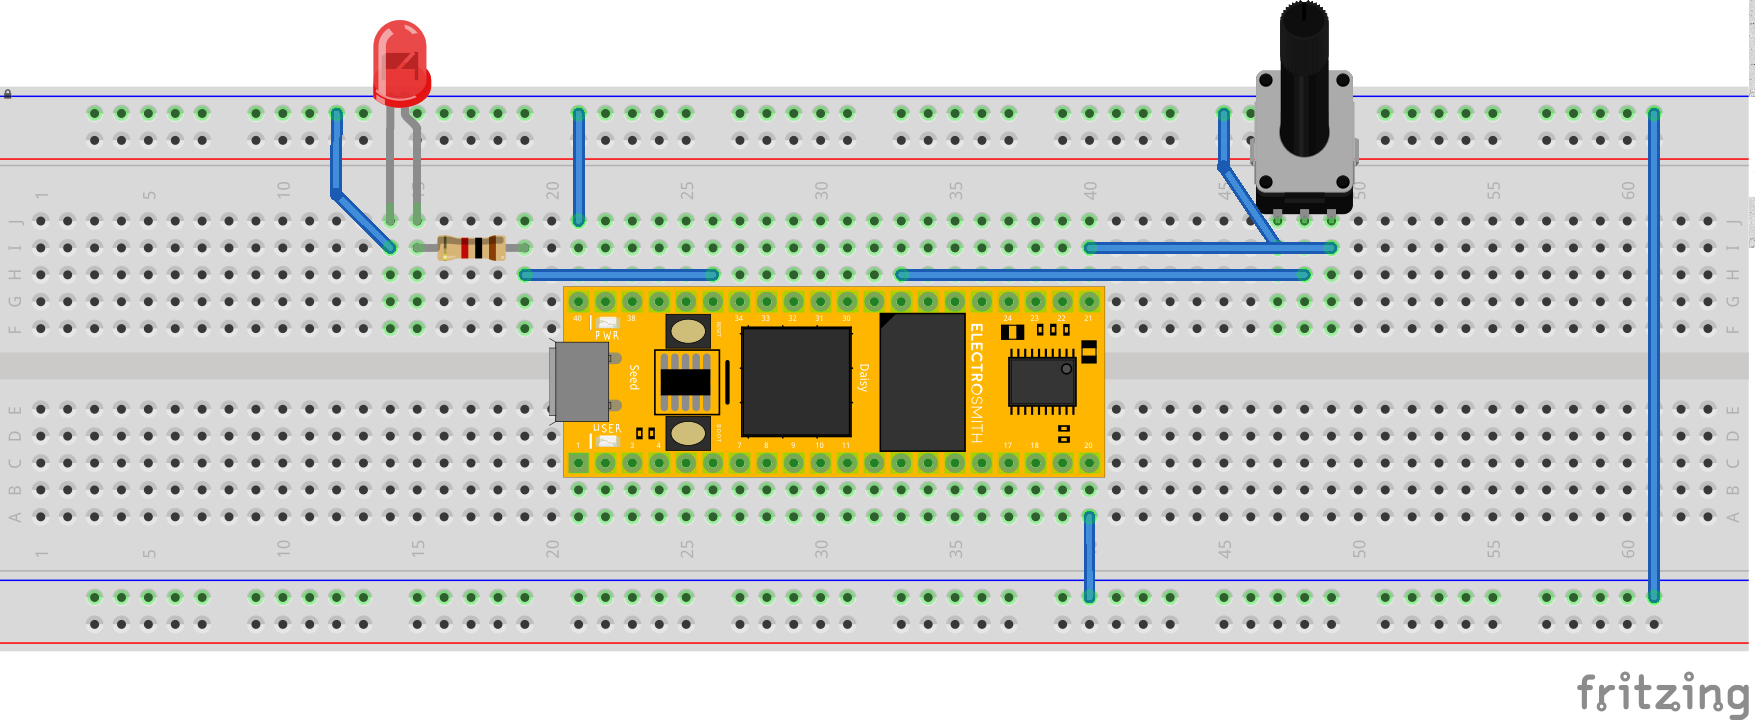 1 5 10 15 20 25 30 35 40 45 50 55 60
J J
I I
H H
G G
F F
40 38 34 33 32 31 30 24 23 22 21
PWR
BOOT
Seed
Daisy
ELECTROSMITH
USER
1 3 4 7 8 9 10 11 17 18 20
E E
D D
C C
B B
A A
1 5 10 15 20 25 30 35 45 50 55 60
fritzing